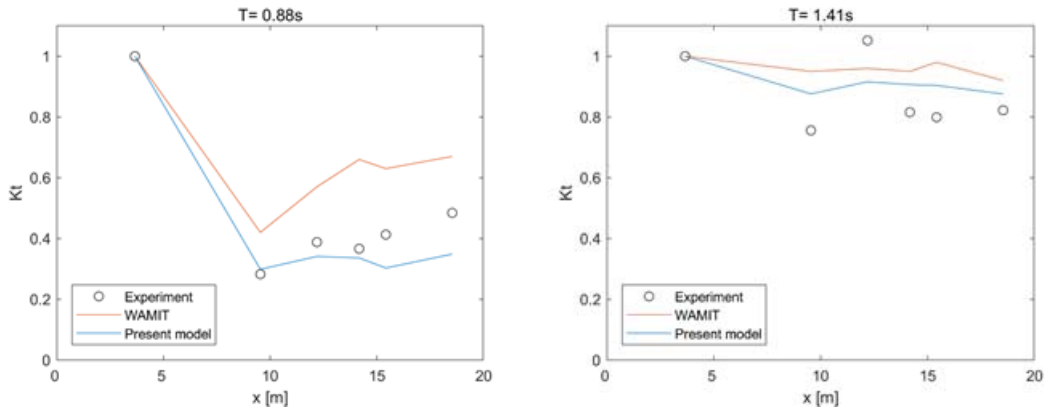 T= 0.88s
1
0.8
0.6
0.4
0.2
0
Kt
Experiment
WAMIT
Present model
0 5 10 15 20
x [m]
T= 1.41s
1
0.8
0.6
0.4
0.2
0
Kt
Experiment
WAMIT
Present model
0 5 10 15 20
x [m]